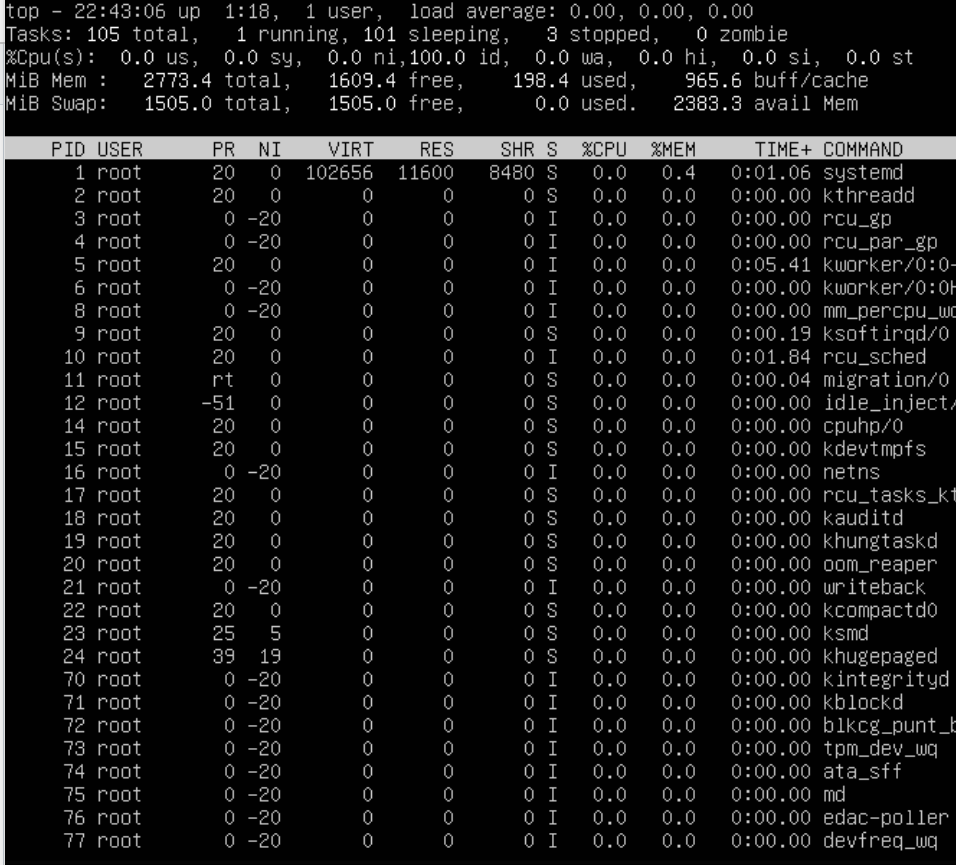 top - 22:43:06 up  1:18,  1 user,  load average: 0.00, 0.00, 0.00
Tasks: 105 total,   1 running, 101 sleeping,   3 stopped,   0 zombie
%Cpu(s):  0.0 us,  0.0 sy,  0.0 ni,100.0 id,  0.0 wa,  0.0 hi,  0.0 si,  0.0 st
MiB Mem :   2773.4 total,   1609.4 free,    198.4 used,    965.6 buff/cache
MiB Swap:   1505.0 total,   1505.0 free,      0.0 used.   2383.3 avail Mem
PID USER      PR  NI    VIRT    RES    SHR S  %CPU  %MEM     TIME+ COMMAND
1 root      20   0  102656  11600   8480 S   0.0   0.4   0:01.06 systemd
2 root      20   0       0      0      0 S   0.0   0.0   0:00.00 kthreadd
3 root       0 -20       0      0      0 I   0.0   0.0   0:00.00 rcu_gp
4 root       0 -20       0      0      0 I   0.0   0.0   0:00.00 rcu_par_gp
5 root      20   0       0      0      0 I   0.0   0.0   0:05.41 kworker/0:0-
6 root       0 -20       0      0      0 I   0.0   0.0   0:00.00 kworker/0:0H
8 root       0 -20       0      0      0 I   0.0   0.0   0:00.00 mm_percpu_wq
9 root      20   0       0      0      0 S   0.0   0.0   0:00.19 ksoftirqd/0
10 root      20   0       0      0      0 I   0.0   0.0   0:01.84 rcu_sched
11 root      rt   0       0      0      0 S   0.0   0.0   0:00.04 migration/0
12 root     -51   0       0      0      0 S   0.0   0.0   0:00.00 idle_inject/
14 root      20   0       0      0      0 S   0.0   0.0   0:00.00 cpuhp/0
15 root      20   0       0      0      0 S   0.0   0.0   0:00.00 kdevtmpfs
16 root       0 -20       0      0      0 I   0.0   0.0   0:00.00 netns
17 root      20   0       0      0      0 S   0.0   0.0   0:00.00 rcu_tasks_kt
18 root      20   0       0      0      0 S   0.0   0.0   0:00.00 kauditd
19 root      20   0       0      0      0 S   0.0   0.0   0:00.00 khungtaskd
20 root      20   0       0      0      0 S   0.0   0.0   0:00.00 oom_reaper
21 root       0 -20       0      0      0 I   0.0   0.0   0:00.00 writeback
22 root      20   0       0      0      0 S   0.0   0.0   0:00.00 kcompactd0
23 root      25   5       0      0      0 S   0.0   0.0   0:00.00 ksmd
24 root      39  19       0      0      0 S   0.0   0.0   0:00.00 khugepaged
70 root       0 -20       0      0      0 I   0.0   0.0   0:00.00 kintegrityd
71 root       0 -20       0      0      0 I   0.0   0.0   0:00.00 kblockd
72 root       0 -20       0      0      0 I   0.0   0.0   0:00.00 blkcg_punt_b
73 root       0 -20       0      0      0 I   0.0   0.0   0:00.00 tpm_dev_wq
74 root       0 -20       0      0      0 I   0.0   0.0   0:00.00 ata_sff
75 root       0 -20       0      0      0 I   0.0   0.0   0:00.00 md
76 root       0 -20       0      0      0 I   0.0   0.0   0:00.00 edac-poller
77 root       0 -20       0      0      0 I   0.0   0.0   0:00.00 devfreq_wq